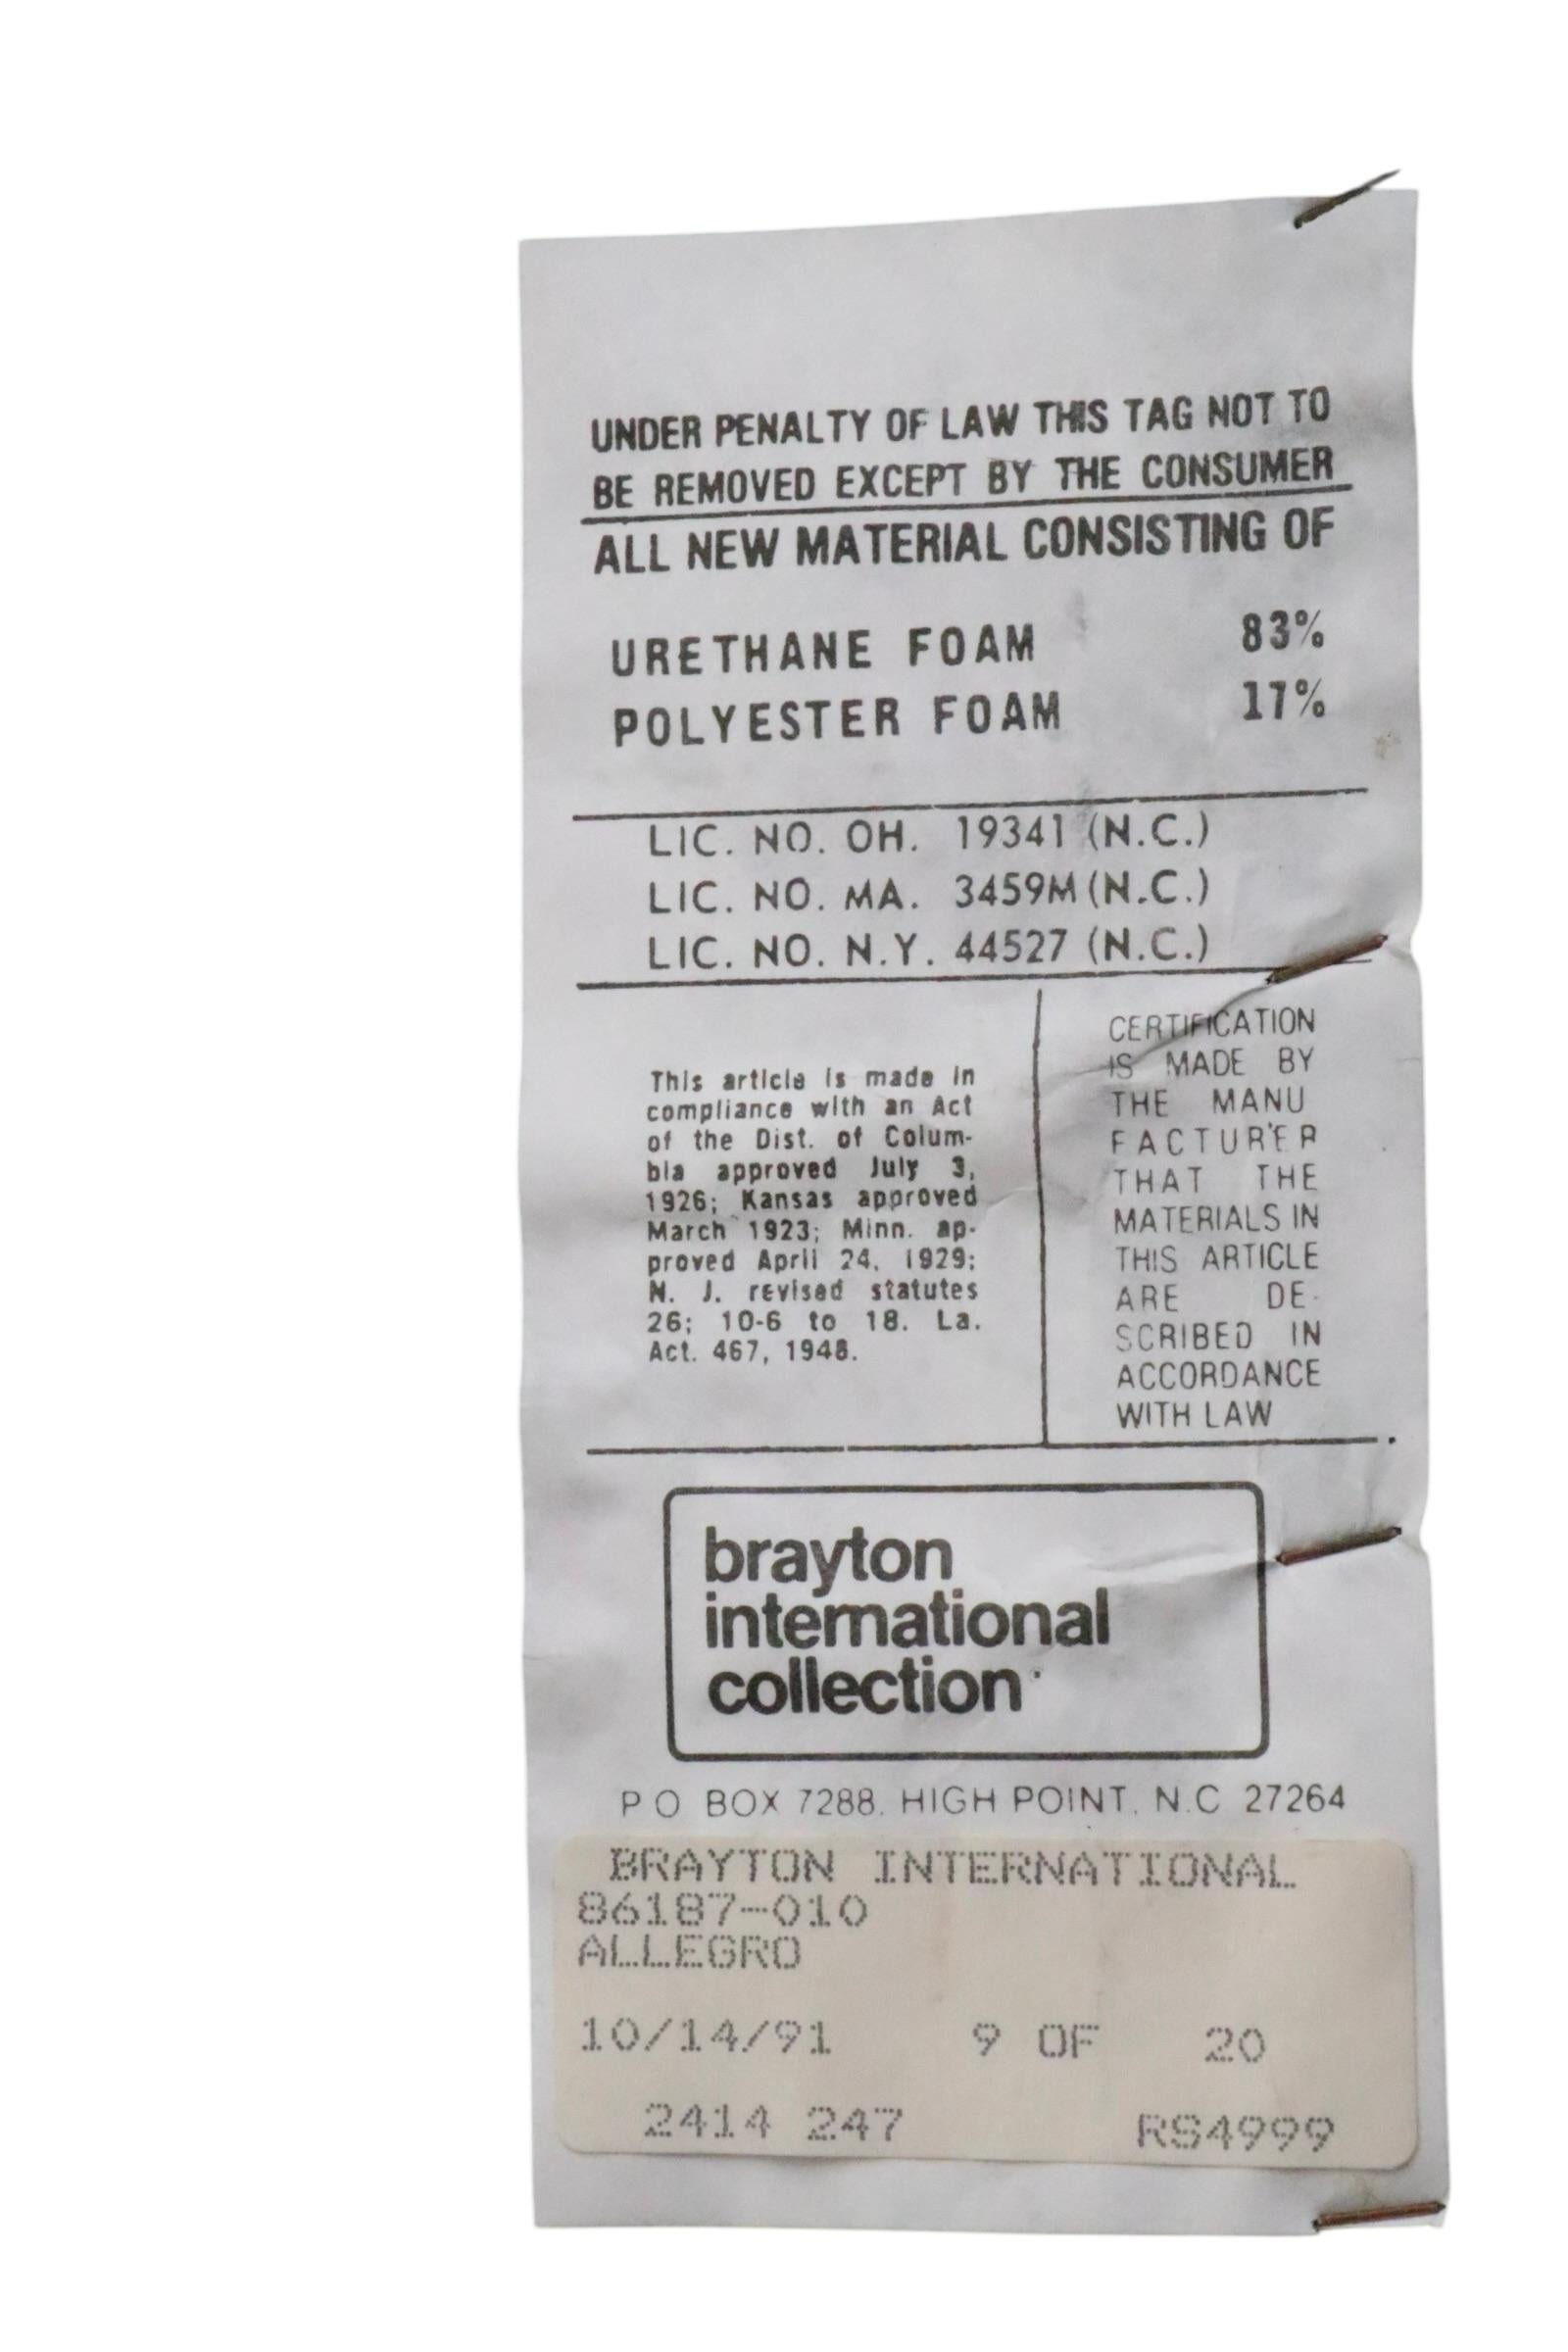 UNDER PENALTY OF LAW THIS TAG NOT TO
BE REMOVED EXCEPT BY THE CONSUMER
ALL NEW MATERIAL CONSISTING OF
URETHANE FOAM 83%
POLYESTER FOAM 17%
LIC. NO. OH. 19341 (N.C.)
LIC. NO. MA. 3459M (N.C.)
LIC. NO. N.Y. 44527 (N.C.)
This article is made in
compliance with an Act
of the Dist. of Colum-
bia approved July 3,
1926; Kansas approved
March 1923; Minn. ap-
proved April 24, 1929;
N. J. revised statutes
26; 10-6 to 18. La.
Act. 467, 1948.
CERTIFICATION
IS MADE BY
THE MANU
FACTURER
THAT THE
MATERIALS IN
THIS ARTICLE
ARE DE-
SCRIBED IN
ACCORDANCE
WITH LAW
brayton
international
collection
P O BOX 7288, HIGH POINT, N.C 27264
BRAYTON INTERNATIONAL
86187-010
ALLEGRO
10/14/91 9 OF 20
2414 247 RS4999